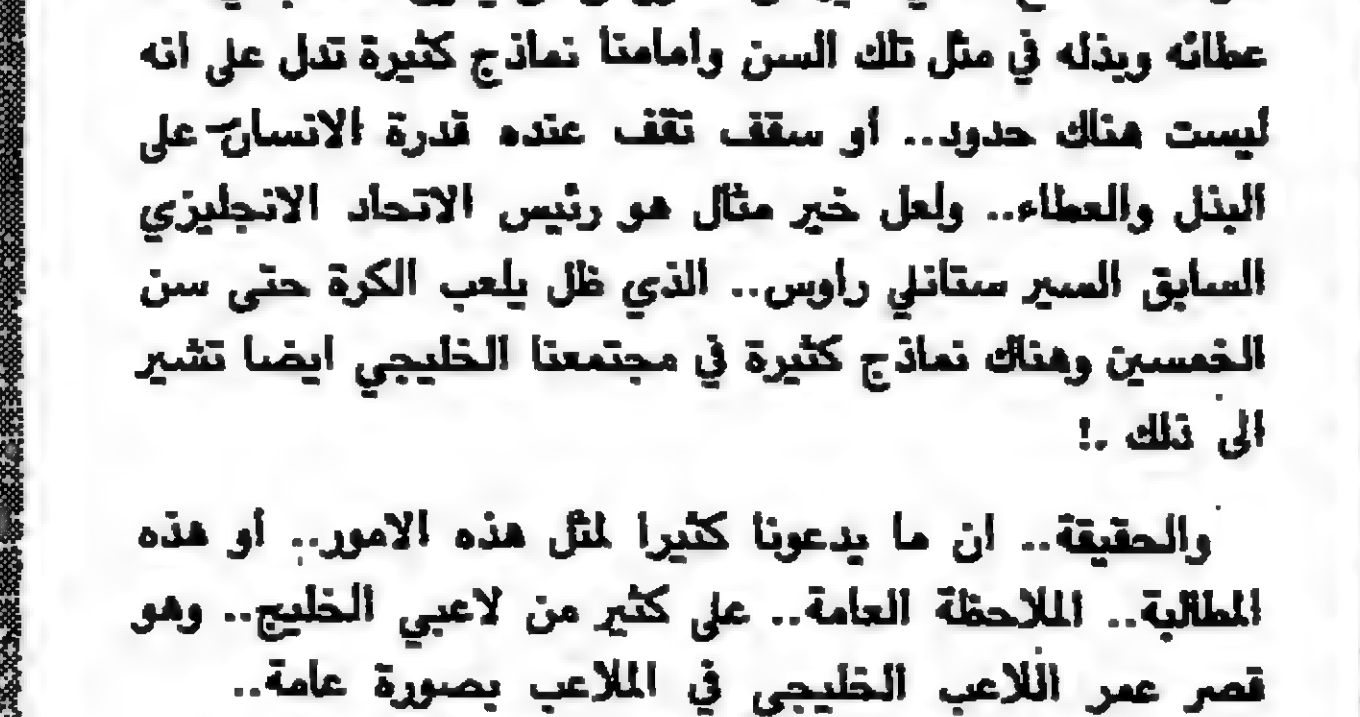 عطائه وبذله في مثل تلك السن وامامنا نماذج كثيرة تدل على انه
ليست هناك حدود.. أو سقف تقف عنده قدرة الانسان على
البذل والعطاء.. ولعل خير مثال هو رئيس الاتحاد الانجليزي
السابق السير ستانلي راوس.. الذي ظل يلعب الكرة حتى سن
الخمسين وهناك نماذج كثيرة في مجتمعنا الخليجي ايضا تشير
الى ذلك .!
والحقيقة.. ان ما يدعونا كثيرا لمثل هذه الامور.. أو هذه
المطالبة.. الملاحظة العامة.. على كثير من لاعبي الخليج.. وهو
قصر عمر اللاعب الخليجي في الملاعب بصورة عامة..